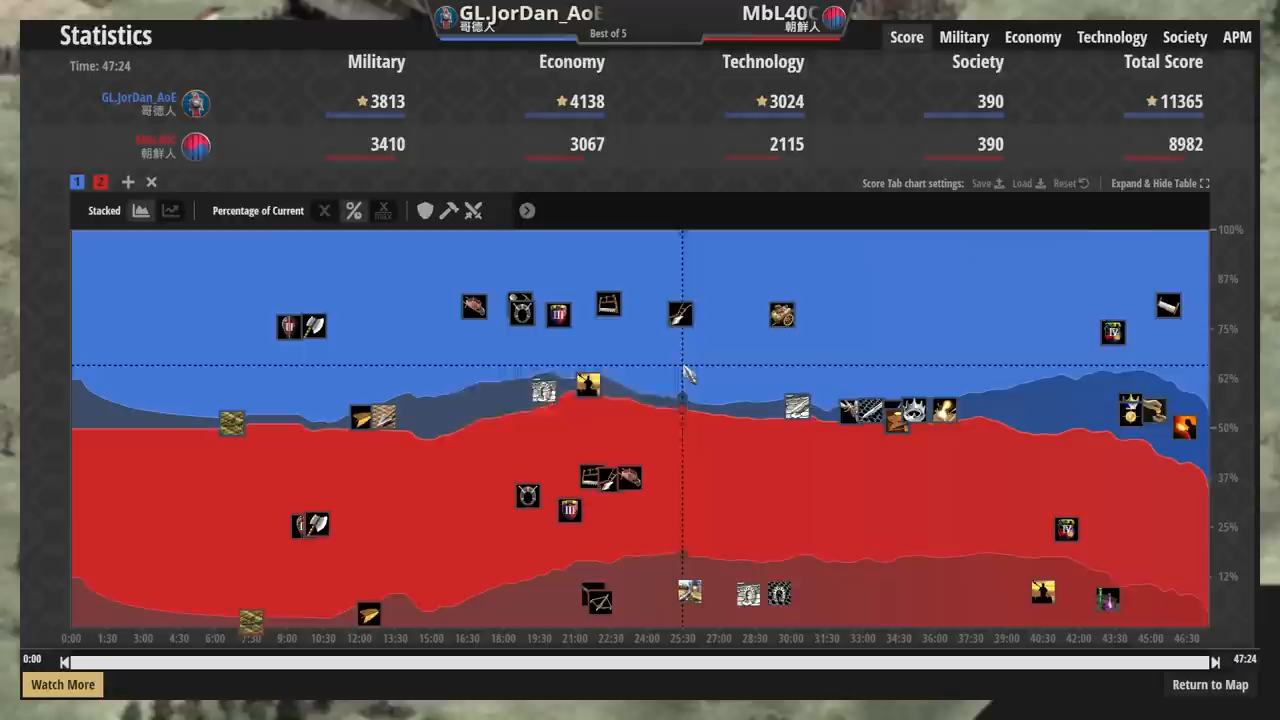 GL.JorDan_AoE
哥德人
Best of 5
MbL40C
朝鮮人
Statistics
Score Military Economy Technology Society APM
Time: 47:24
Military Economy Technology Society Total Score
GL.JorDan_AoE
哥德人
3813 4138 3024 390 11365
MbL40C
朝鮮人
3410 3067 2115 390 8982
1 2
Score Tab chart settings: Save Load Reset Expand & Hide Table
Stacked Percentage of Current
100%
87%
75%
62%
50%
37%
25%
12%
0:00 1:30 3:00 4:30 6:00 7:30 9:00 10:30 12:00 13:30 15:00 16:30 18:00 19:30 21:00 22:30 24:00 25:30 27:00 28:30 30:00 31:30 33:00 34:30 36:00 37:30 39:00 40:30 42:00 43:30 45:00 46:30
0:00 47:24
Watch More
Return to Map